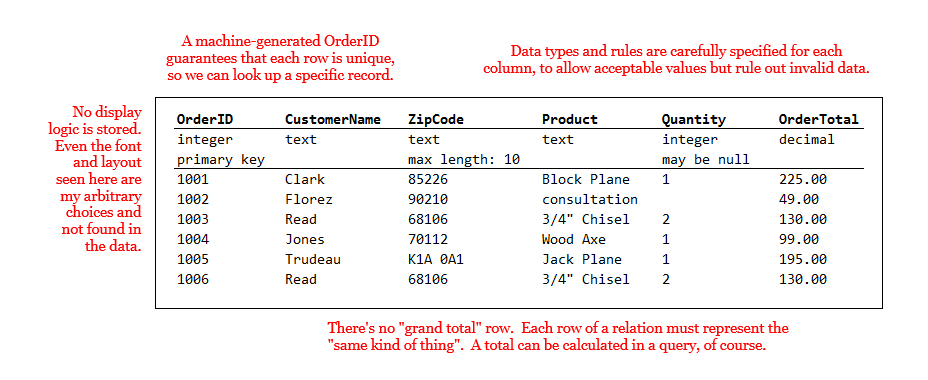 A machine-generated OrderID
guarantees that each row is unique,
so we can look up a specific record.
Data types and rules are carefully specified for each
column, to allow acceptable values but rule out invalid data.
No display
logic is stored.
Even the font
and layout
seen here are
my arbitrary
choices and
not found in
the data.
OrderID CustomerName ZipCode Product Quantity OrderTotal
integer text text text integer decimal
primary key max length: 10 may be null
1001 Clark 85226 Block Plane 1 225.00
1002 Florez 90210 consultation 49.00
1003 Read 68106 3/4" Chisel 2 130.00
1004 Jones 70112 Wood Axe 1 99.00
1005 Trudeau K1A 0A1 Jack Plane 1 195.00
1006 Read 68106 3/4" Chisel 2 130.00
There's no "grand total" row. Each row of a relation must represent the
"same kind of thing". A total can be calculated in a query, of course.